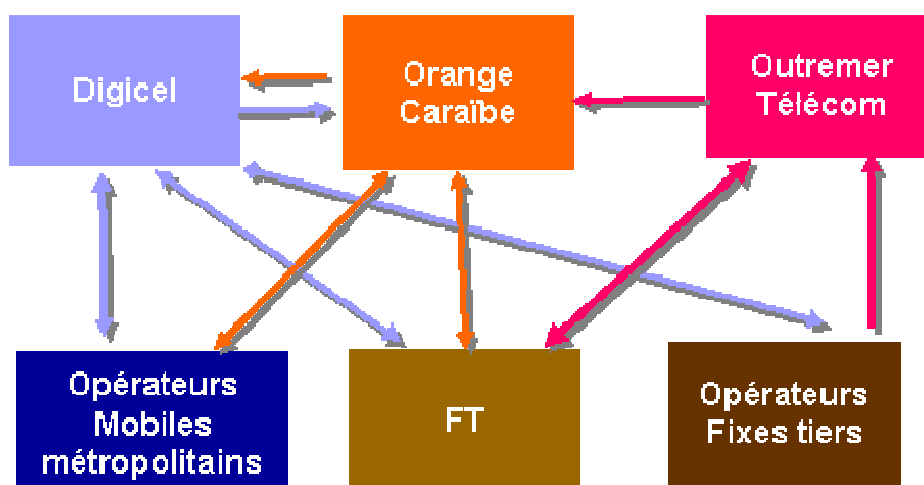 Digicel
Orange
Caraïbe
Outremer
Télécom
Opérateurs
Mobiles
métropolitains
FT
Opérateurs
Fixes tiers